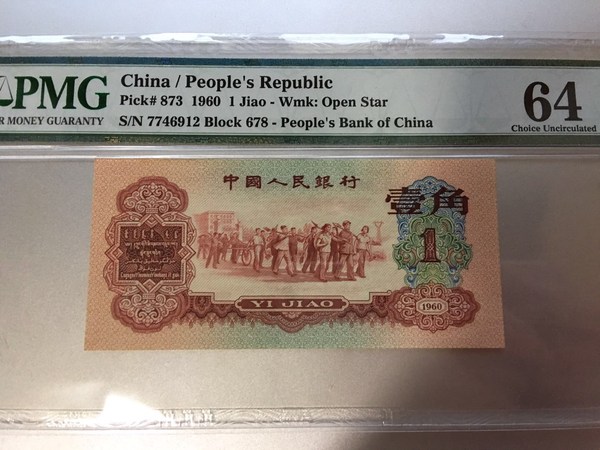 PMG
MONEY GUARANTY
China / People's Republic
Pick# 873 1960 1 Jiao - Wmk: Open Star
S/N 7746912 Block 678 - People's Bank of China
64
Choice Uncirculated
中國人民銀行
壹角
1
YI JIAO
1960